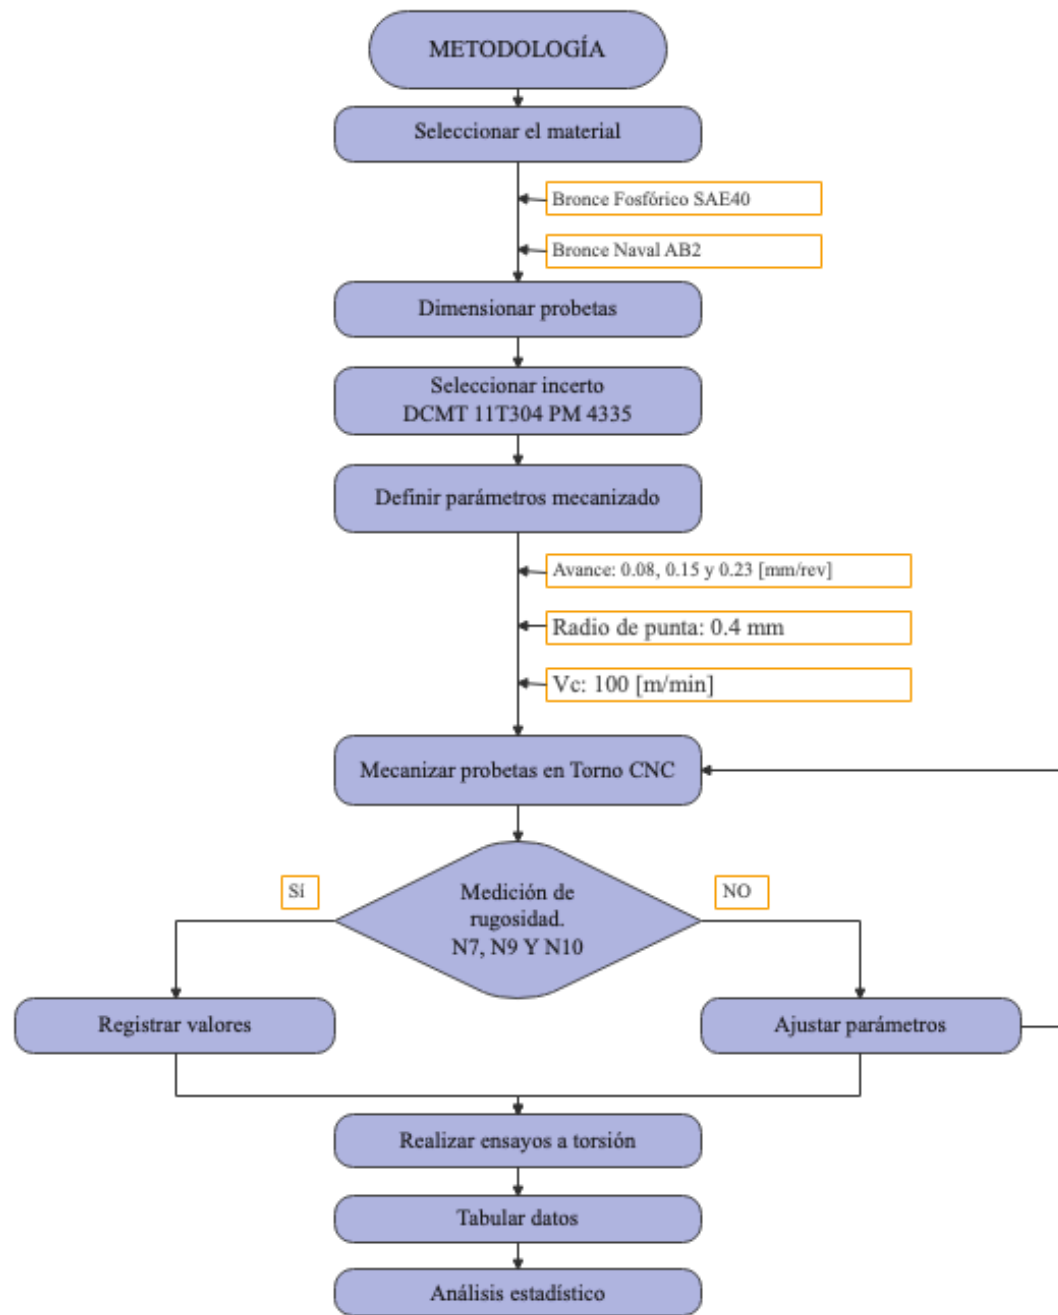 METODOLOGÍA
Seleccionar el material
Bronce Fosfórico SAE40
Bronce Naval AB2
Dimensionar probetas
Seleccionar incerto
DCMT 11T304 PM 4335
Definir parámetros mecanizado
Avance: 0.08, 0.15 y 0.23 [mm/rev]
Radio de punta: 0.4 mm
Vc: 100 [m/min]
Mecanizar probetas en Torno CNC
Sí
NO
Medición de
rugosidad.
N7, N9 Y N10
Registrar valores
Ajustar parámetros
Realizar ensayos a torsión
Tabular datos
Análisis estadístico